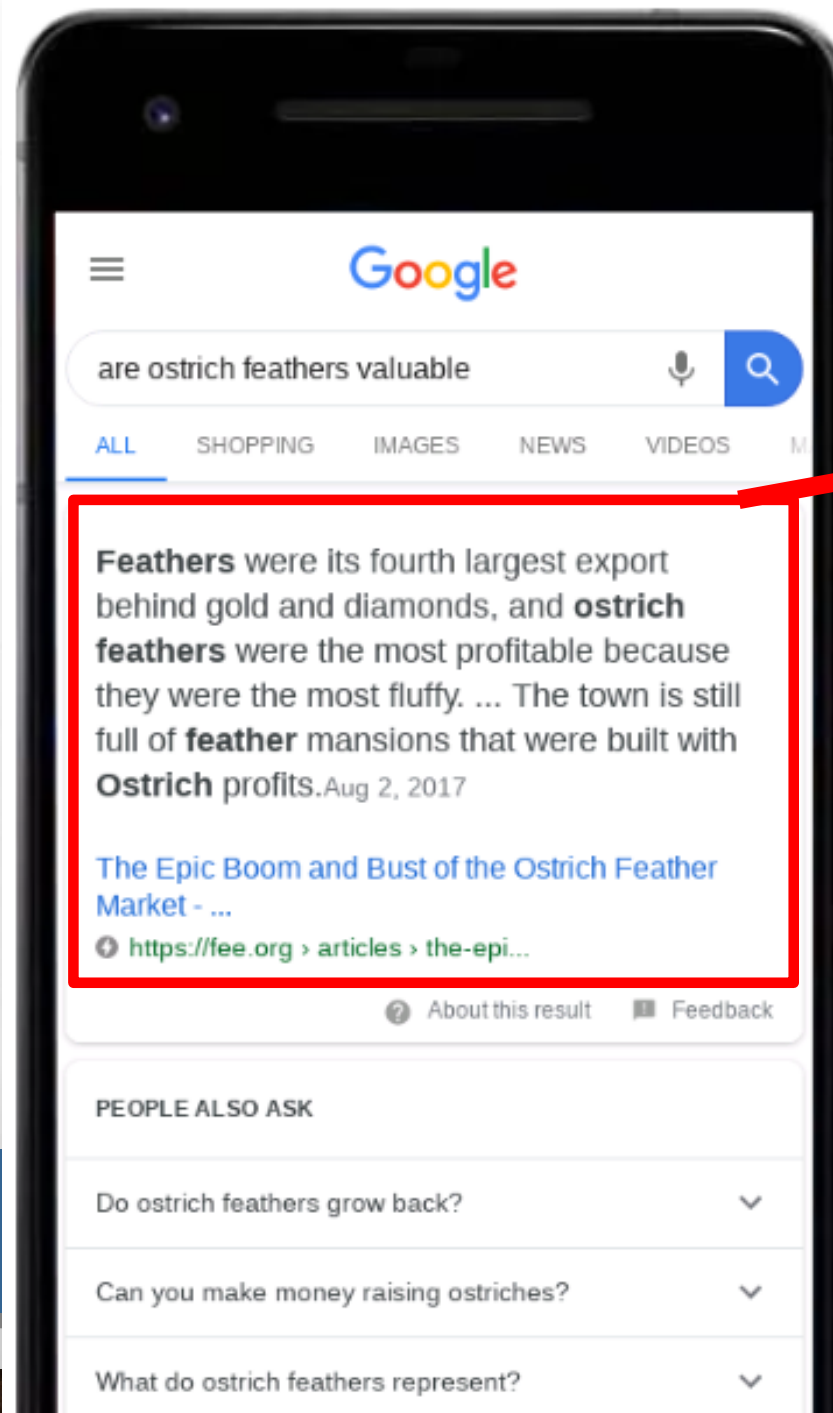 Google
are ostrich feathers valuable
ALL SHOPPING IMAGES NEWS VIDEOS
Feathers were its fourth largest export
behind gold and diamonds, and ostrich
feathers were the most profitable because
they were the most fluffy. ... The town is still
full of feather mansions that were built with
Ostrich profits.Aug 2, 2017
The Epic Boom and Bust of the Ostrich Feather
Market - ...
https://fee.org › articles › the-epi...
About this result Feedback
PEOPLE ALSO ASK
Do ostrich feathers grow back?
Can you make money raising ostriches?
What do ostrich feathers represent?